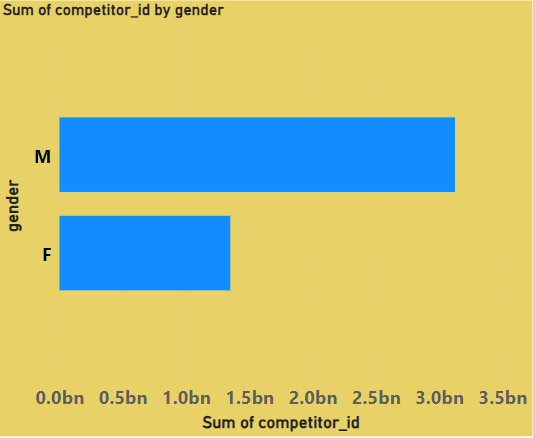 Sum of competitor_id by gender
gender
M
F
0.0bn 0.5bn 1.0bn 1.5bn 2.0bn 2.5bn 3.0bn 3.5bn
Sum of competitor_id